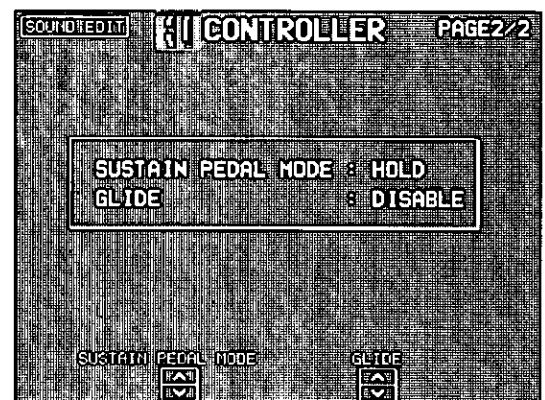 SOUND EDIT CONTROLLER PAGE2/2
SUSTAIN PEDAL MODE : HOLD
GLIDE : DISABLE
SUSTAIN PEDAL MODE GLIDE